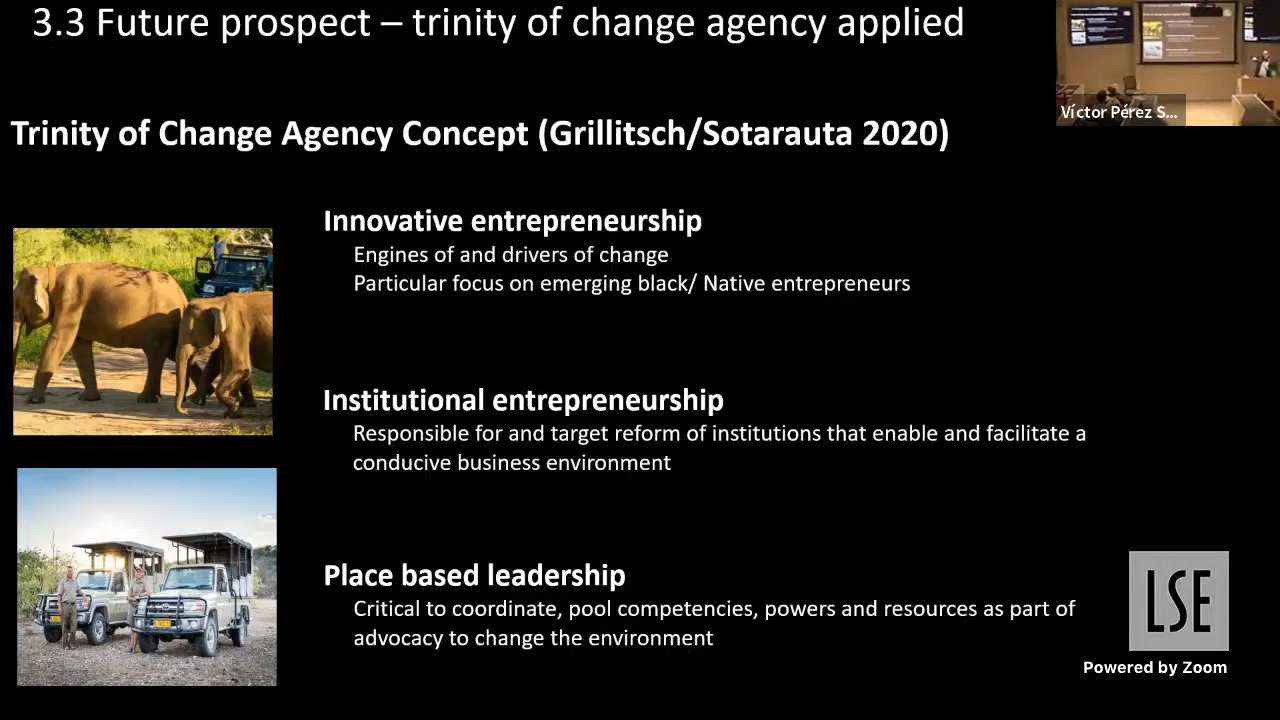 3.3 Future prospect – trinity of change agency applied
Víctor Pérez S...
Trinity of Change Agency Concept (Grillitsch/Sotarauta 2020)
Innovative entrepreneurship
Engines of and drivers of change
Particular focus on emerging black/ Native entrepreneurs
Institutional entrepreneurship
Responsible for and target reform of institutions that enable and facilitate a
conducive business environment
Place based leadership
Critical to coordinate, pool competencies, powers and resources as part of
advocacy to change the environment
LSE
Powered by Zoom